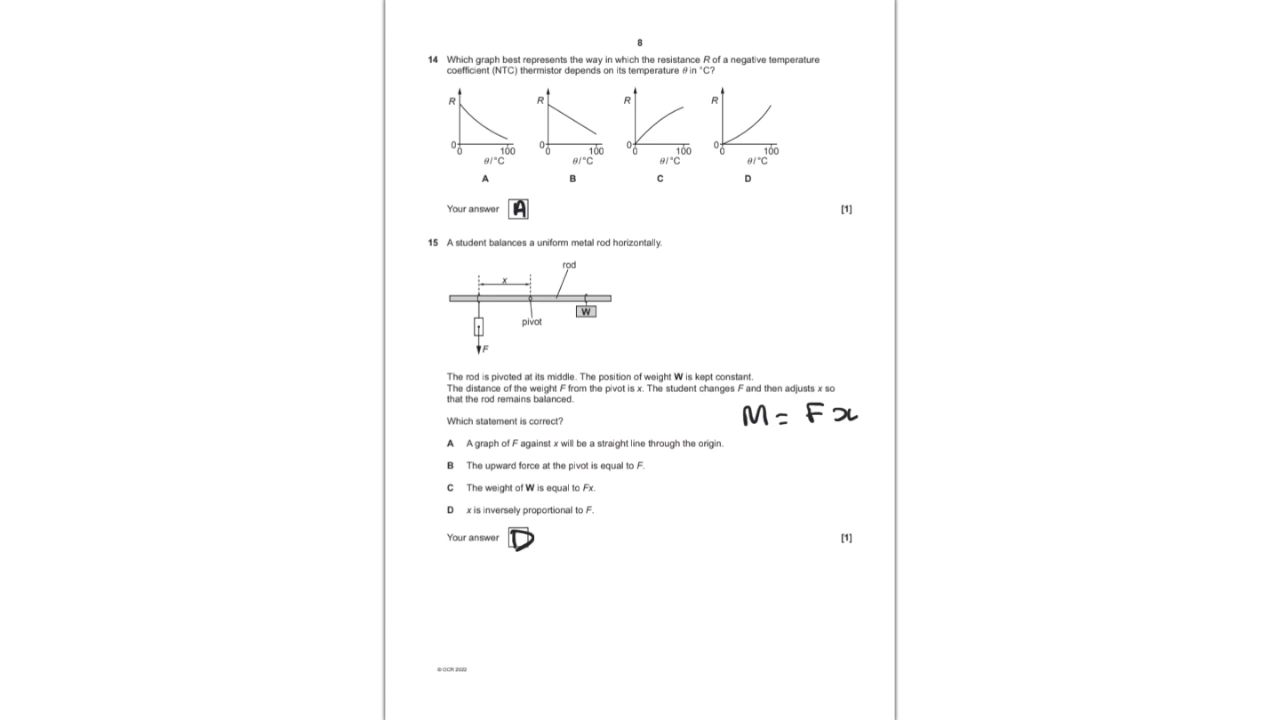 8
14 Which graph best represents the way in which the resistance R of a negative temperature
coefficient (NTC) thermistor depends on its temperature θ in °C?
R R R R
0 0 0 0
0 100 0 100 0 100 0 100
θ/°C θ/°C θ/°C θ/°C
A B C D
Your answer A [1]
15 A student balances a uniform metal rod horizontally.
rod
x
W
pivot
F
The rod is pivoted at its middle. The position of weight W is kept constant.
The distance of the weight F from the pivot is x. The student changes F and then adjusts x so
that the rod remains balanced.
M = Fx
Which statement is correct?
A A graph of F against x will be a straight line through the origin.
B The upward force at the pivot is equal to F.
C The weight of W is equal to Fx.
D x is inversely proportional to F.
Your answer D [1]
© OCR 2022